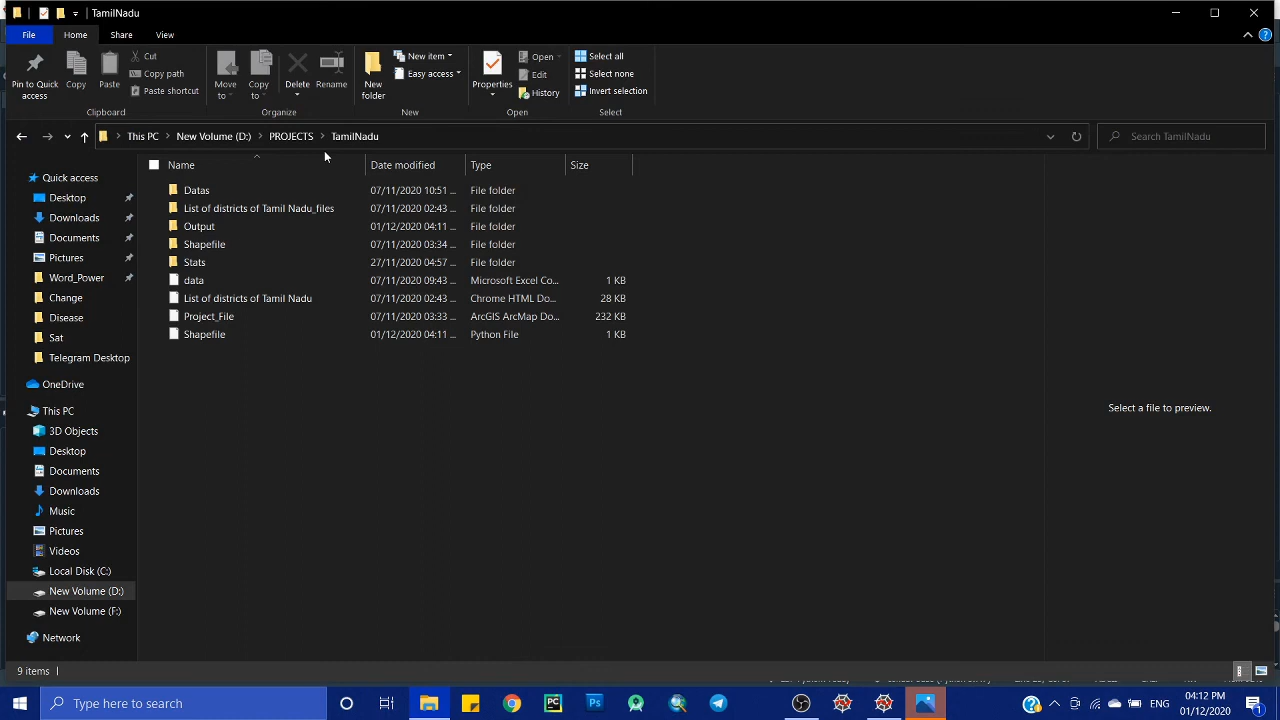 TamilNadu
File Home Share View
Pin to Quick access
Copy
Paste
Cut
Copy path
Paste shortcut
Clipboard
Move to
Copy to
Delete
Rename
Organize
New folder
New item
Easy access
New
Properties
Open
Edit
History
Open
Select all
Select none
Invert selection
Select
This PC New Volume (D:) PROJECTS TamilNadu
Search TamilNadu
Quick access
Desktop
Downloads
Documents
Pictures
Word_Power
Change
Disease
Sat
Telegram Desktop
OneDrive
This PC
3D Objects
Desktop
Documents
Downloads
Music
Pictures
Videos
Local Disk (C:)
New Volume (D:)
New Volume (F:)
Network
Name Date modified Type Size
Datas 07/11/2020 10:51 ... File folder
List of districts of Tamil Nadu_files 07/11/2020 02:43 ... File folder
Output 01/12/2020 04:11 ... File folder
Shapefile 07/11/2020 03:34 ... File folder
Stats 27/11/2020 04:57 ... File folder
data 07/11/2020 09:43 ... Microsoft Excel Co... 1 KB
List of districts of Tamil Nadu 07/11/2020 02:43 ... Chrome HTML Do... 28 KB
Project_File 07/11/2020 03:33 ... ArcGIS ArcMap Do... 232 KB
Shapefile 01/12/2020 04:11 ... Python File 1 KB
Select a file to preview.
9 items
Type here to search
PC
Ps
ENG
04:12 PM
01/12/2020
1